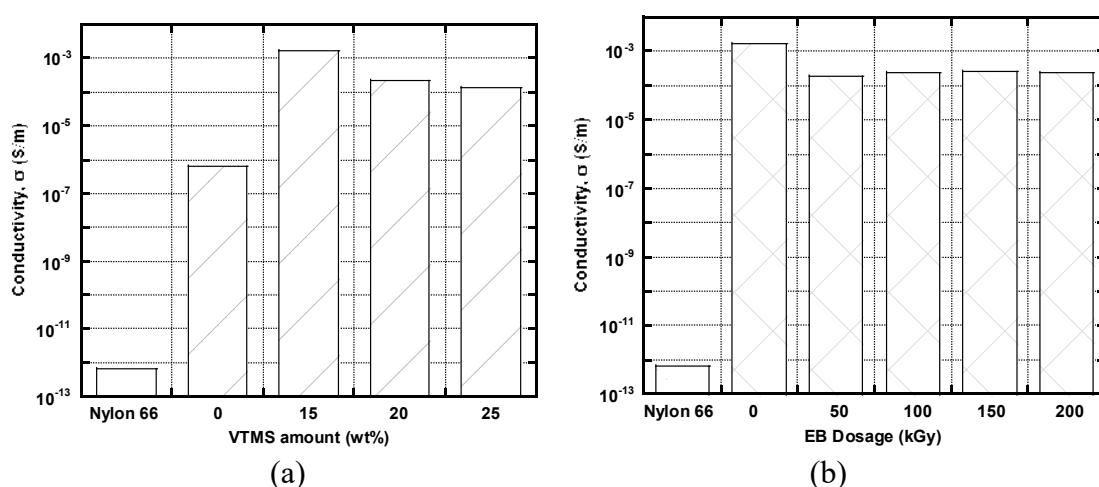 Conductivity, σ (S/m)
10-3
10-5
10-7
10-9
10-11
10-13
Nylon 66 0 15 20 25
VTMS amount (wt%)
(a)
Conductivity, σ (S/m)
10-3
10-5
10-7
10-9
10-11
10-13
Nylon 66 0 50 100 150 200
EB Dosage (kGy)
(b)